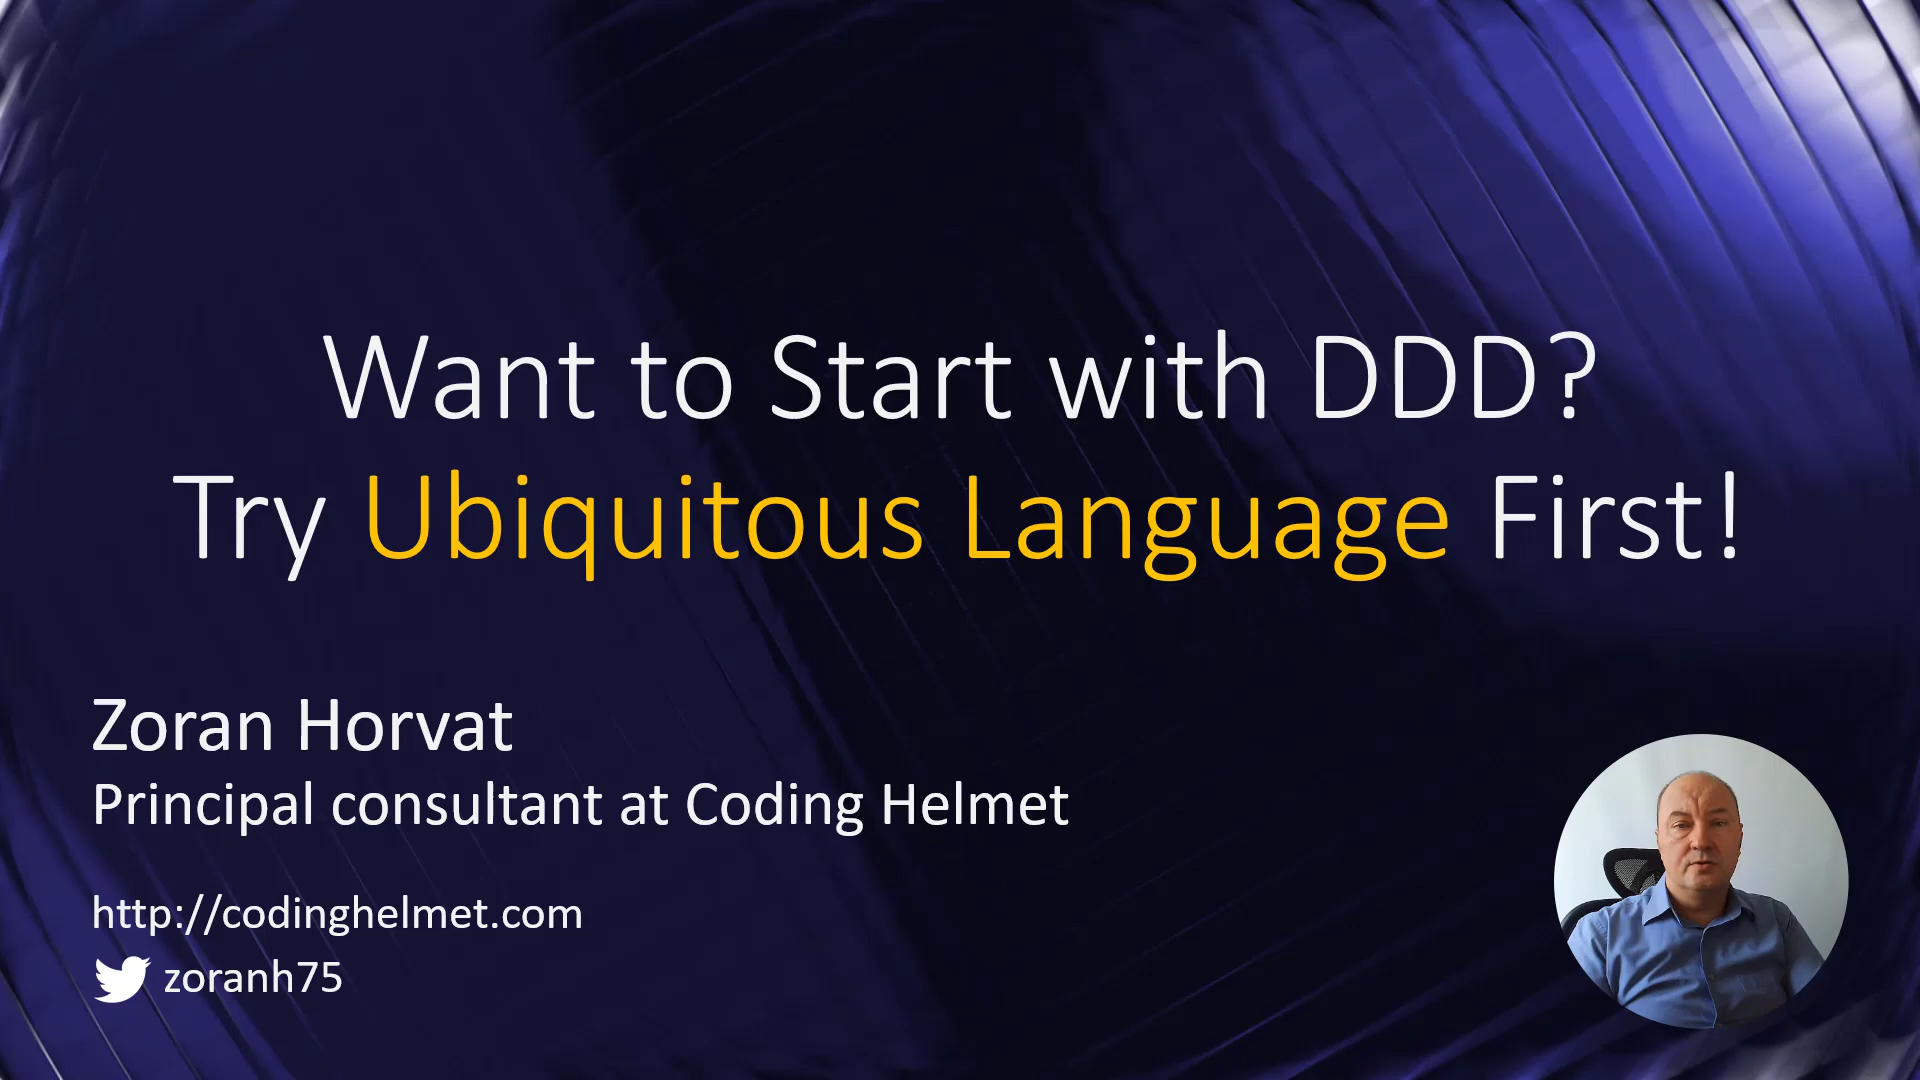 Want to Start with DDD?
Try Ubiquitous Language First!
Zoran Horvat
Principal consultant at Coding Helmet
http://codinghelmet.com
zoranh75